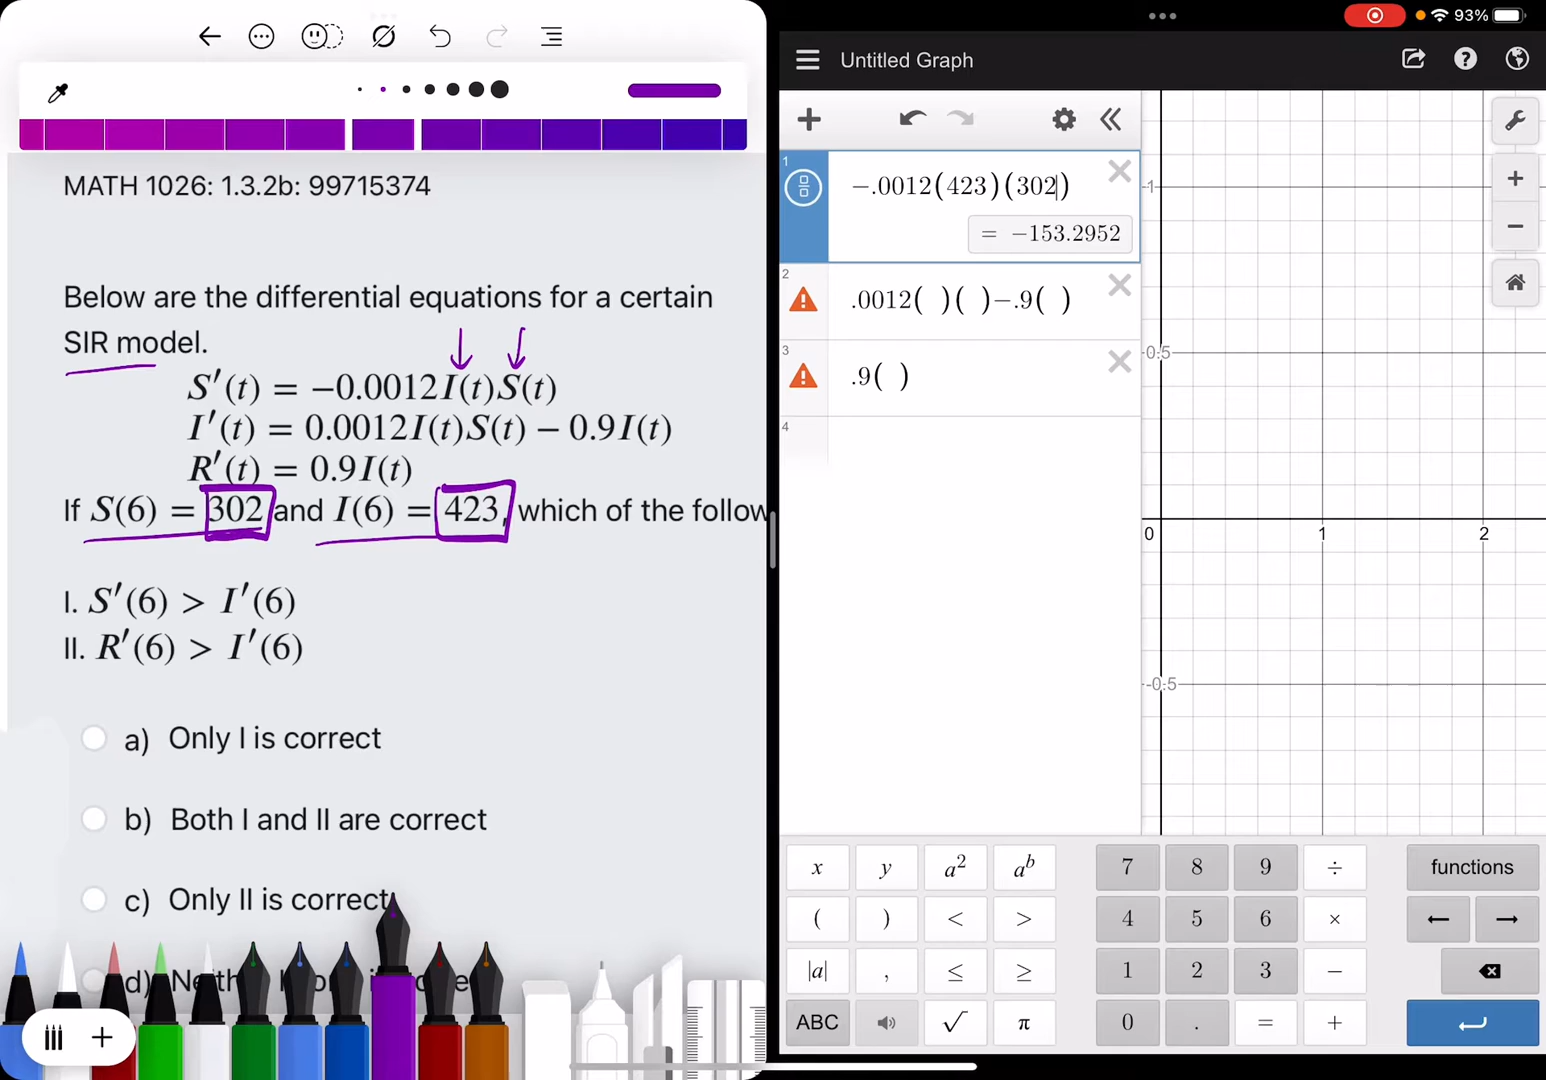 93%
Untitled Graph
MATH 1026: 1.3.2b: 99715374
Below are the differential equations for a certain
SIR model.
S′(t) = −0.0012I(t)S(t)
I′(t) = 0.0012I(t)S(t) − 0.9I(t)
R′(t) = 0.9I(t)
If S(6) = 302 and I(6) = 423, which of the follow
I. S′(6) > I′(6)
II. R′(6) > I′(6)
a) Only I is correct
b) Both I and II are correct
c) Only II is correct
d)
1
−.0012(423)(302)
= −153.2952
2
.0012( )( )−.9( )
3
.9( )
4
1
0.5
0 1 2
-0.5
x y a² aᵇ 7 8 9 ÷ functions
( ) < > 4 5 6 × ← →
|a| , ≤ ≥ 1 2 3 −
ABC √ π 0 . = +